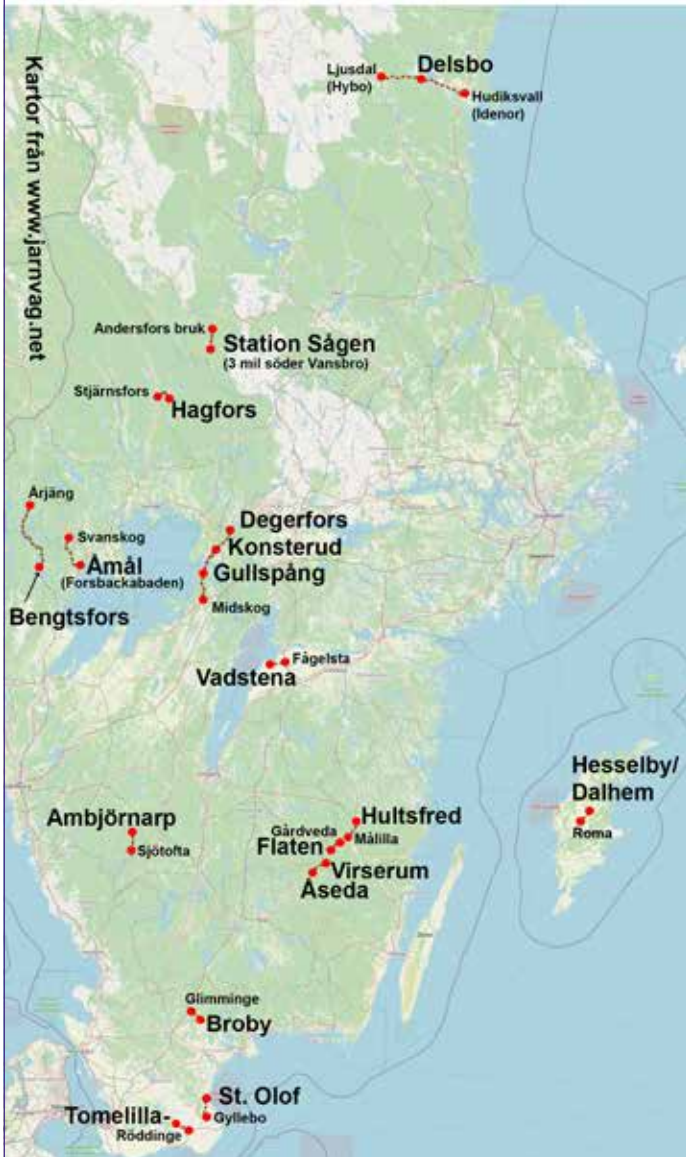 Kartor från www.jarnvag.net
Ljusdal
(Hybo)
Delsbo
Hudiksvall
(Idenor)
Andersfors bruk
Station Sågen
(3 mil söder Vansbro)
Stjärnsfors
Hagfors
Årjäng
Svanskog
Åmål
(Forsbackabaden)
Bengtsfors
Degerfors
Konsterud
Gullspång
Midskog
Fågelsta
Vadstena
Hesselby/
Dalhem
Roma
Ambjörnarp
Sjötofta
Hultsfred
Gårdveda
Målilla
Flaten
Virserum
Åseda
Glimminge
Broby
St. Olof
Gyllebo
Tomelilla-
Röddinge